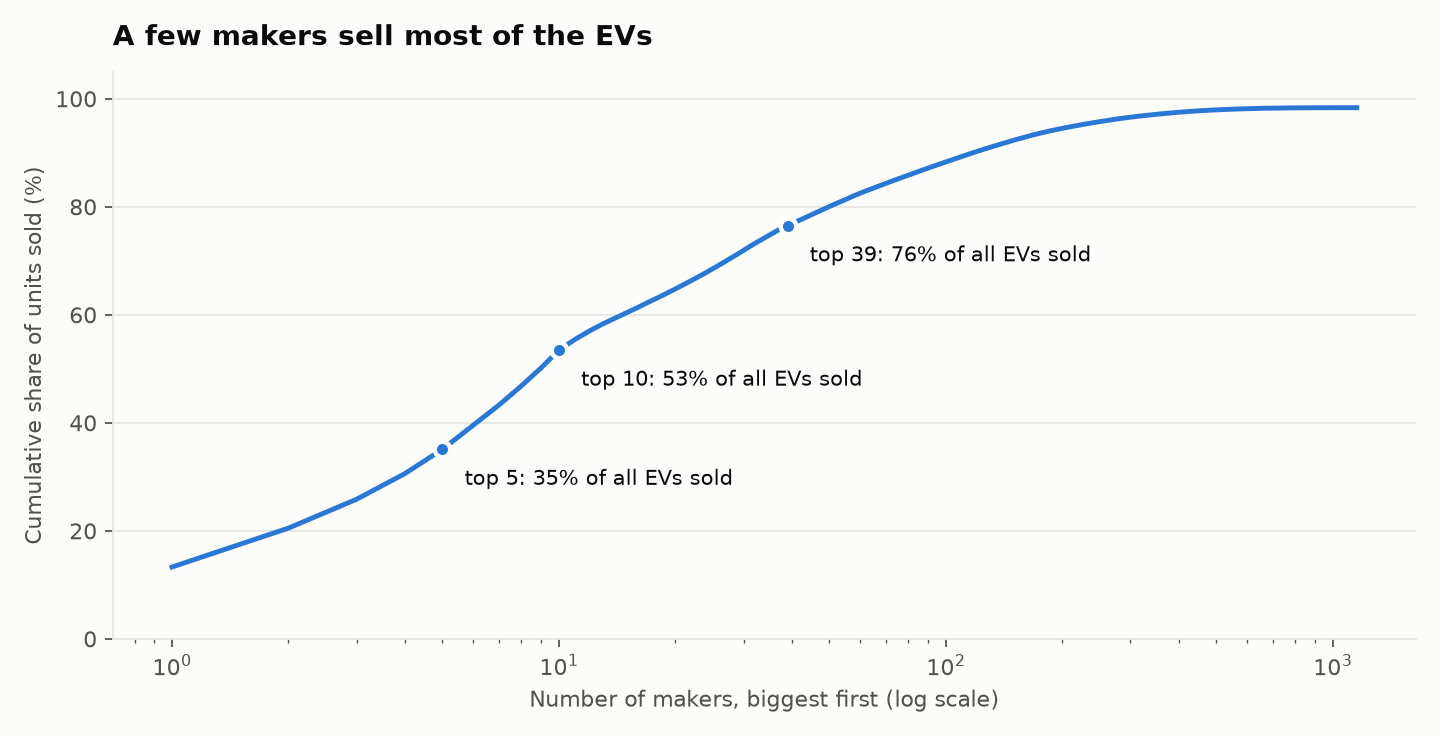 A few makers sell most of the EVs
Cumulative share of units sold (%)
100
80
60
40
20
0
top 39: 76% of all EVs sold
top 10: 53% of all EVs sold
top 5: 35% of all EVs sold
10⁰ 10¹ 10² 10³
Number of makers, biggest first (log scale)